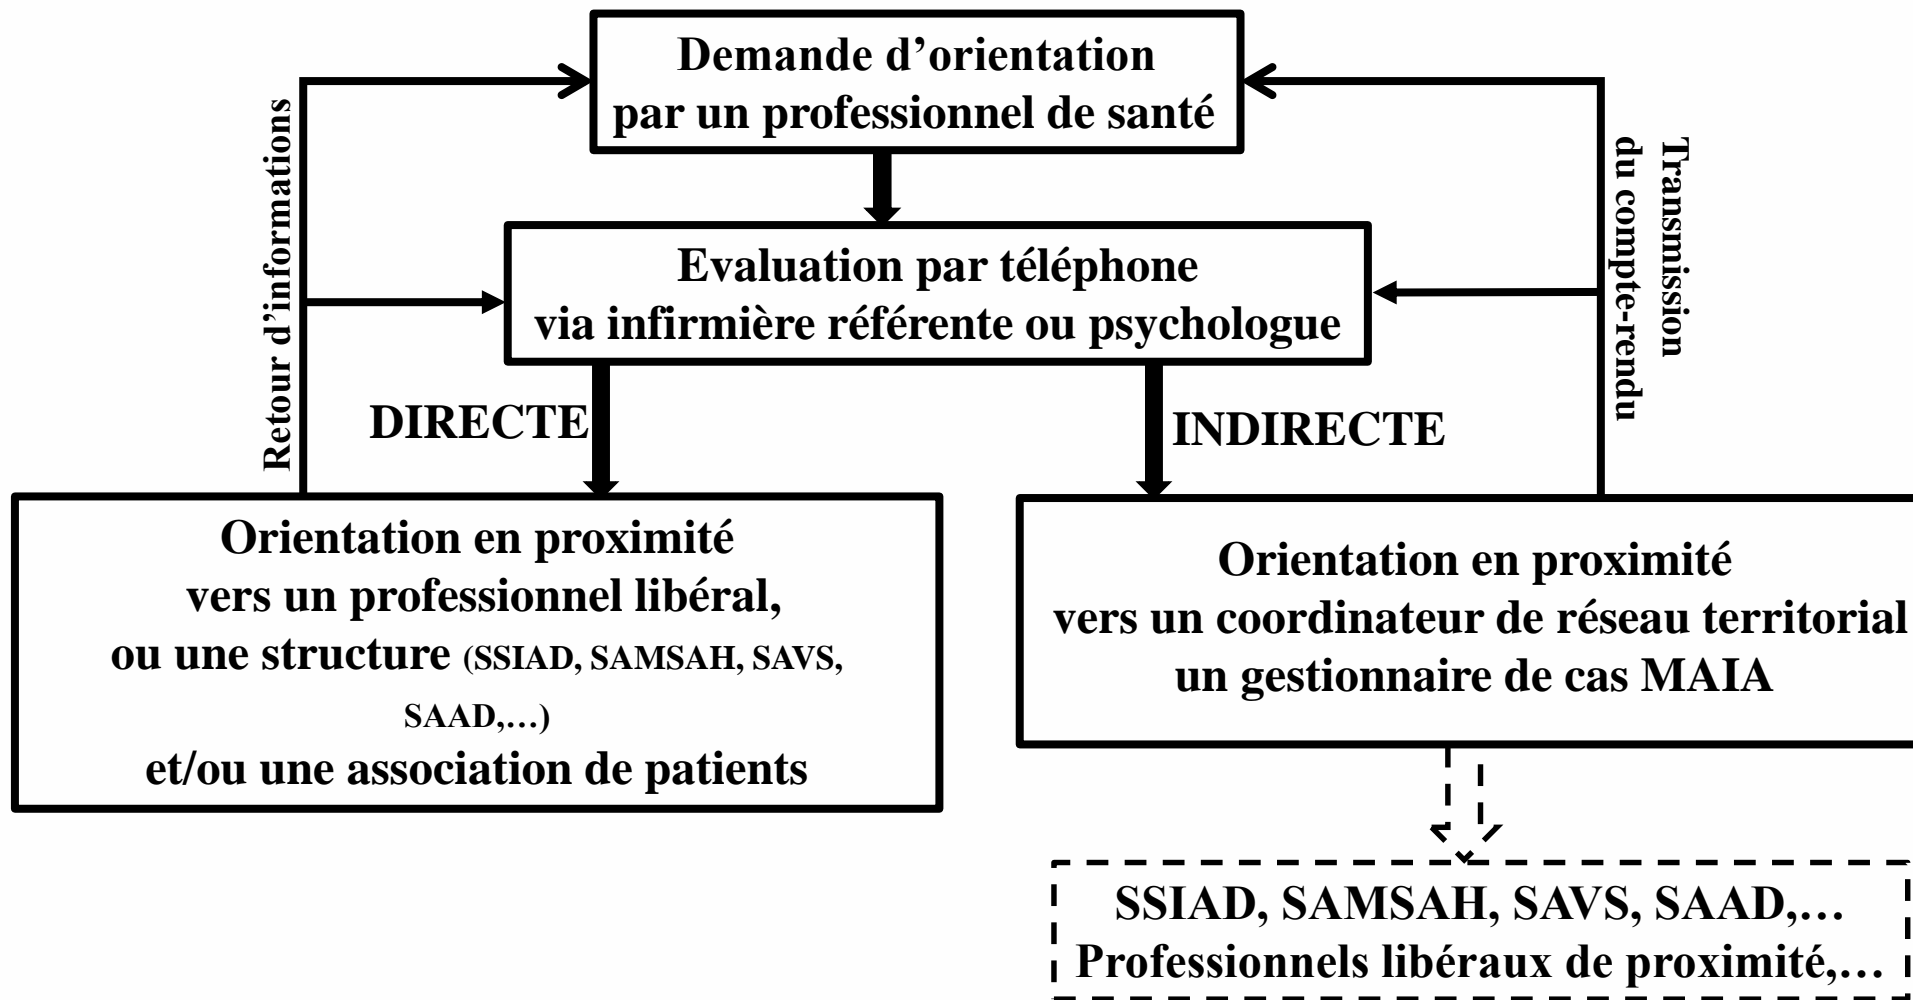 Demande d’orientation
par un professionnel de santé
Retour d’informations
Transmission
du compte-rendu
Evaluation par téléphone
via infirmière référente ou psychologue
DIRECTE
INDIRECTE
Orientation en proximité
vers un professionnel libéral,
ou une structure (SSIAD, SAMSAH, SAVS,
SAAD,…)
et/ou une association de patients
Orientation en proximité
vers un coordinateur de réseau territorial
un gestionnaire de cas MAIA
SSIAD, SAMSAH, SAVS, SAAD,…
Professionnels libéraux de proximité,…